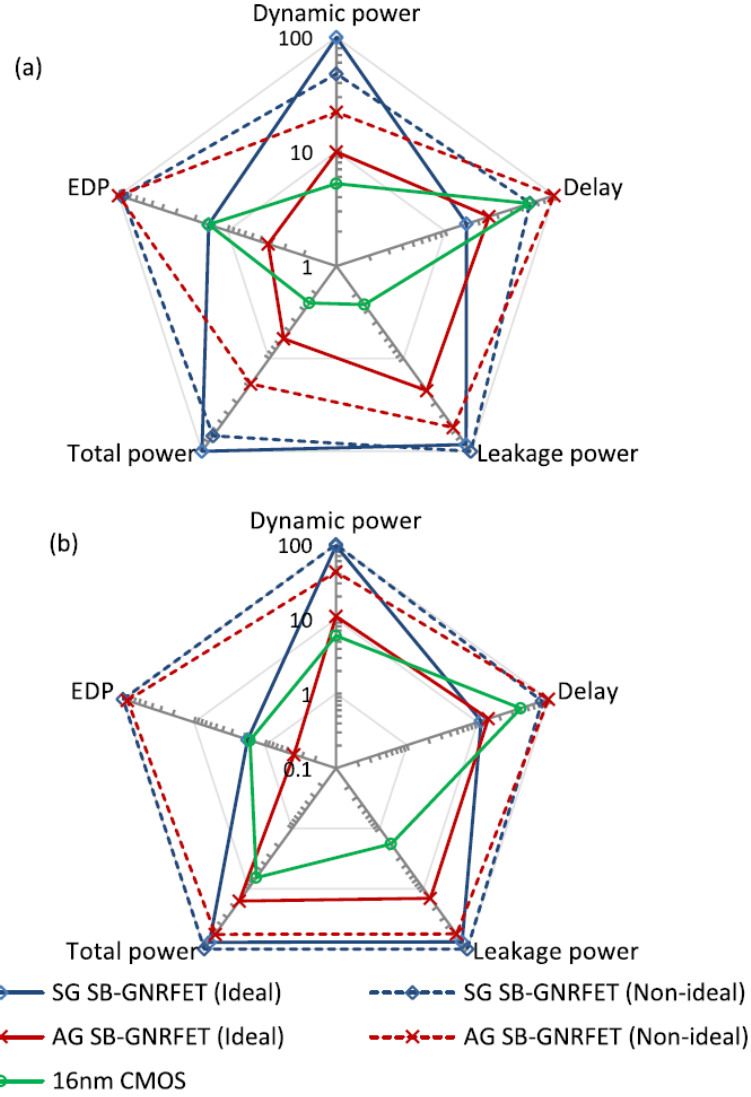 Dynamic power
(a)
100
10
EDP
Delay
1
Total power
Leakage power
Dynamic power
(b)
100
10
EDP
1
Delay
0.1
Total power
Leakage power
SG SB-GNRFET (Ideal)
SG SB-GNRFET (Non-ideal)
AG SB-GNRFET (Ideal)
AG SB-GNRFET (Non-ideal)
16nm CMOS